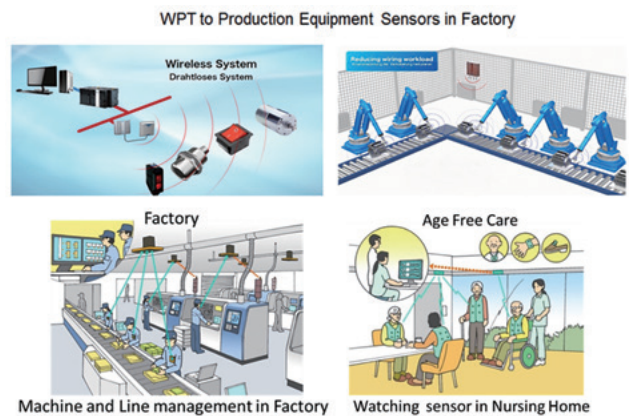 WPT to Production Equipment Sensors in Factory
Wireless System
Drahtloses System
Reducing wiring workload
Factory
Age Free Care
Machine and Line management in Factory
Watching sensor in Nursing Home